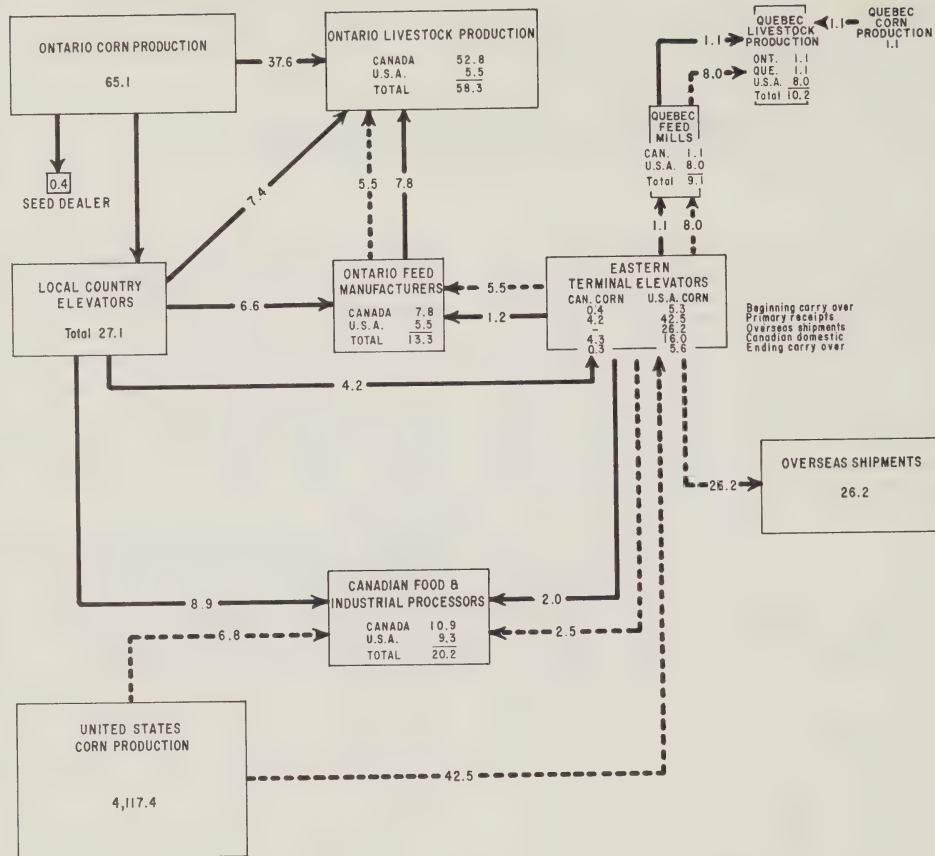 ONTARIO CORN PRODUCTION
65.1
37.6
ONTARIO LIVESTOCK PRODUCTION
CANADA 52.8
U.S.A. 5.5
TOTAL 58.3
1.1
8.0
QUEBEC
LIVESTOCK
PRODUCTION
ONT. 1.1
QUE. 1.1
U.S.A. 8.0
Total 10.2
1.1
QUEBEC
CORN
PRODUCTION
1.1
0.4
SEED DEALER
7.4
5.5
7.8
QUEBEC
FEED
MILLS
CAN. 1.1
U.S.A. 8.0
Total 9.1
1.1
8.0
LOCAL COUNTRY
ELEVATORS
Total 27.1
6.6
ONTARIO FEED
MANUFACTURERS
CANADA 7.8
U.S.A. 5.5
TOTAL 13.3
5.5
1.2
EASTERN
TERMINAL ELEVATORS
CAN. CORN U.S.A. CORN
0.4 5.3 Beginning carry over
4.2 42.5 Primary receipts
- 26.2 Overseas shipments
4.3 16.0 Canadian domestic
0.3 5.6 Ending carry over
4.2
26.2
OVERSEAS SHIPMENTS
26.2
8.9
6.8
CANADIAN FOOD &
INDUSTRIAL PROCESSORS
CANADA 10.9
U.S.A. 9.3
TOTAL 20.2
2.0
2.5
UNITED STATES
CORN PRODUCTION
4,117.4
42.5